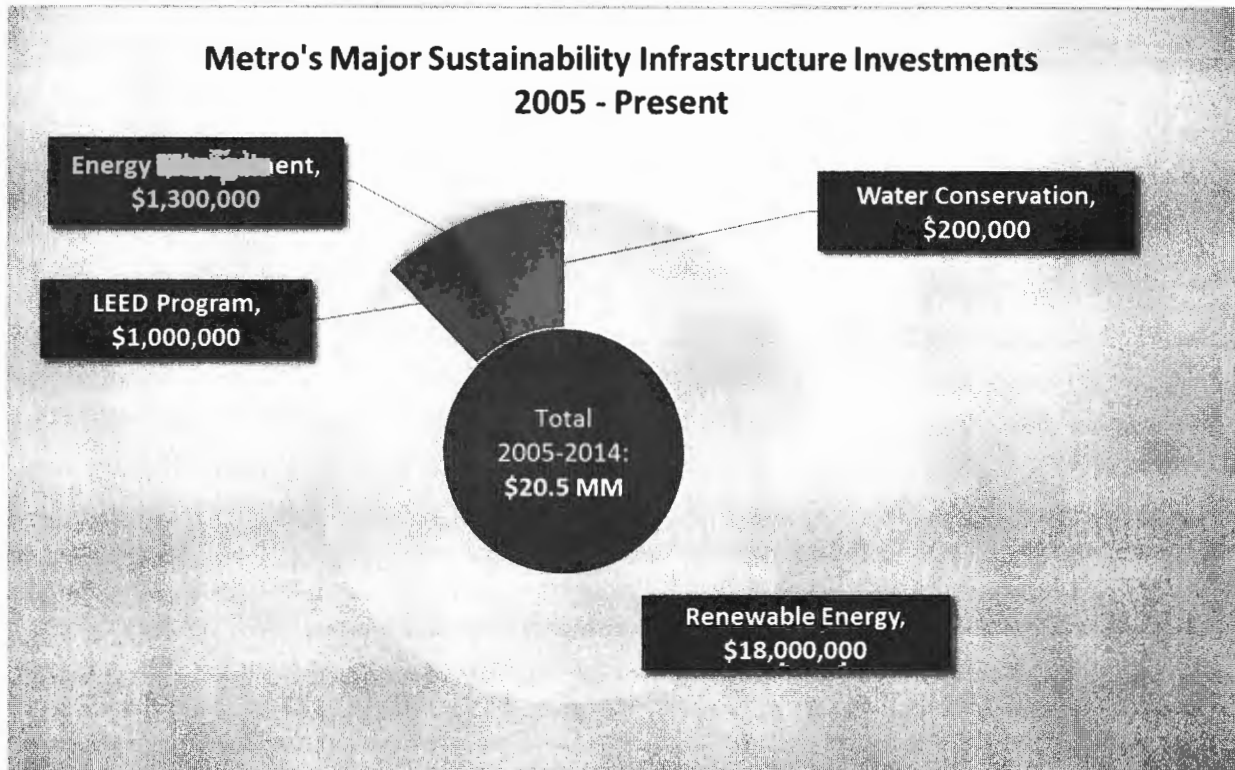 Metro's Major Sustainability Infrastructure Investments
2005 - Present
Energy
$1,300,000
Water Conservation,
$200,000
LEED Program,
$1,000,000
Total
2005-2014:
$20.5 MM
Renewable Energy,
$18,000,000